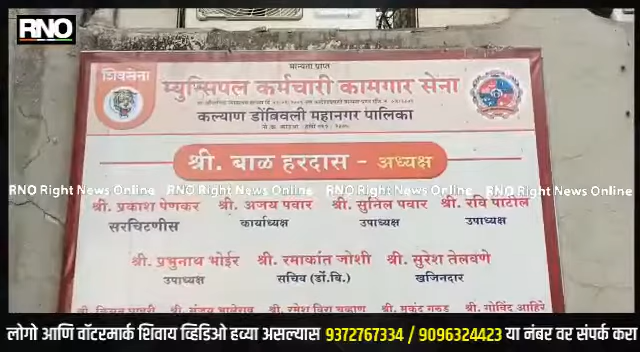 RNO
मान्यता प्राप्त
शिवसेना
म्युन्सिपल कर्मचारी कामगार सेना
कल्याण डोंबिवली महानगर पालिका
श्री. बाळ हरदास - अध्यक्ष
RNO Right News Online RNO Right News Online RNO Right News Online RNO Right News Online
श्री. प्रकाश पेणकर श्री. अजय पवार श्री. सुनिल पवार श्री. रवि पाटील
सरचिटणीस कार्याध्यक्ष उपाध्यक्ष उपाध्यक्ष
श्री. प्रभुनाथ भोईर श्री. रमाकांत जोशी श्री. सुरेश तेलवणे
उपाध्यक्ष सचिव (डों.वि.) खजिनदार
श्री. गोविंद आहिरे
लोगो आणि वॉटरमार्क शिवाय व्हिडिओ हव्या असल्यास 9372767334 / 9096324423 या नंबर वर संपर्क करा